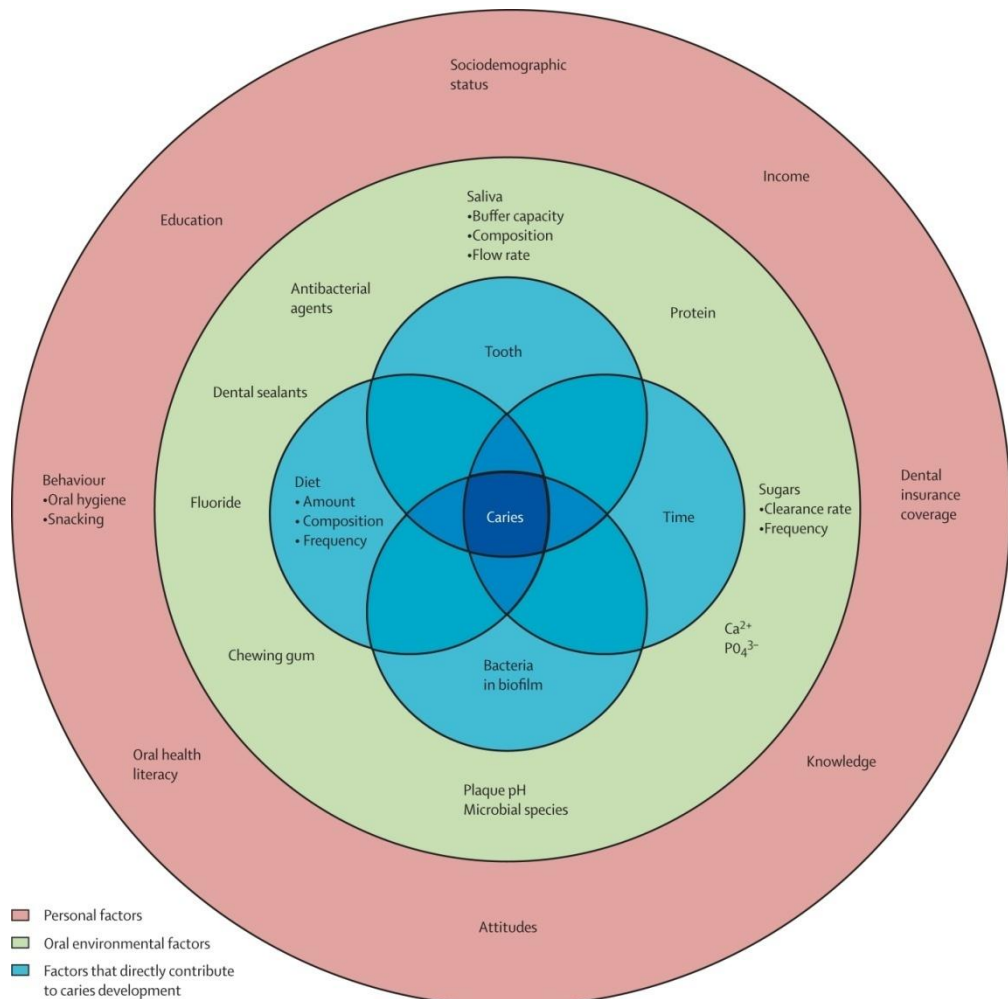 Sociodemographic
status
Income
Education
Saliva
•Buffer capacity
•Composition
•Flow rate
Antibacterial
agents
Protein
Tooth
Dental sealants
Behaviour
•Oral hygiene
•Snacking
Fluoride
Diet
• Amount
• Composition
• Frequency
Caries
Time
Sugars
•Clearance rate
•Frequency
Dental
insurance
coverage
Chewing gum
Bacteria
in biofilm
Ca²⁺
PO₄³⁻
Oral health
literacy
Plaque pH
Microbial species
Knowledge
Attitudes
Personal factors
Oral environmental factors
Factors that directly contribute
to caries development